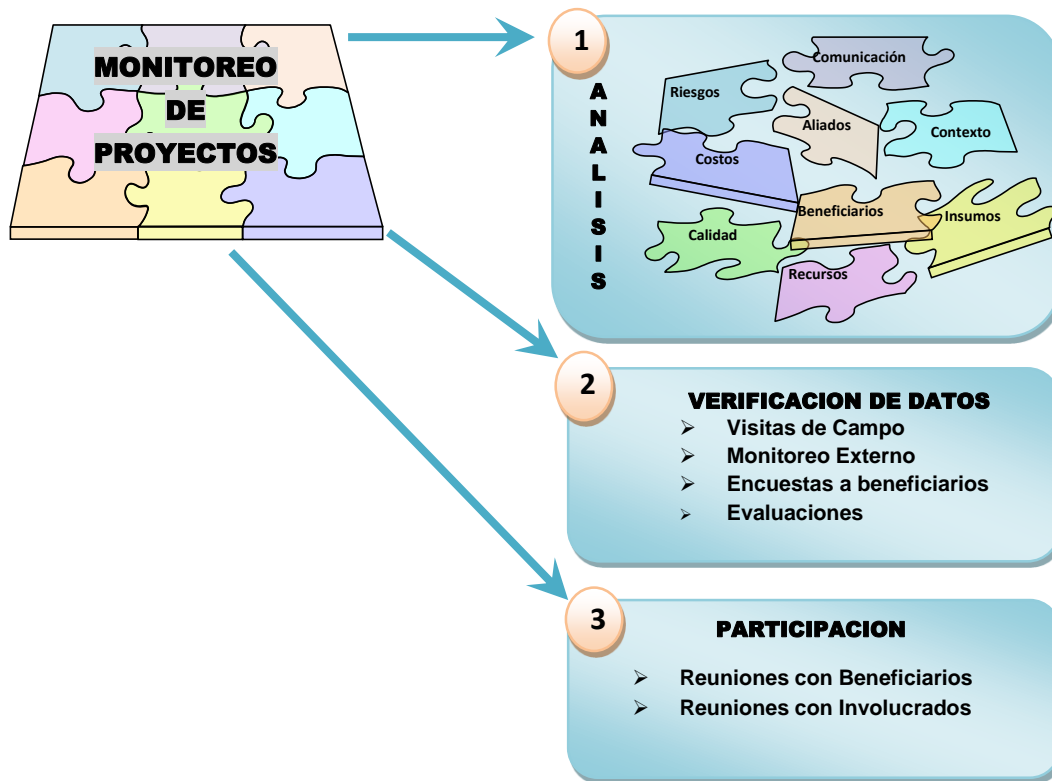 MONITOREO
DE
PROYECTOS
1
A
N
A
L
I
S
I
S
Comunicación
Riesgos
Aliados
Contexto
Costos
Beneficiarios
Insumos
Calidad
Recursos
2
VERIFICACION DE DATOS
Visitas de Campo
Monitoreo Externo
Encuestas a beneficiarios
Evaluaciones
3
PARTICIPACION
Reuniones con Beneficiarios
Reuniones con Involucrados